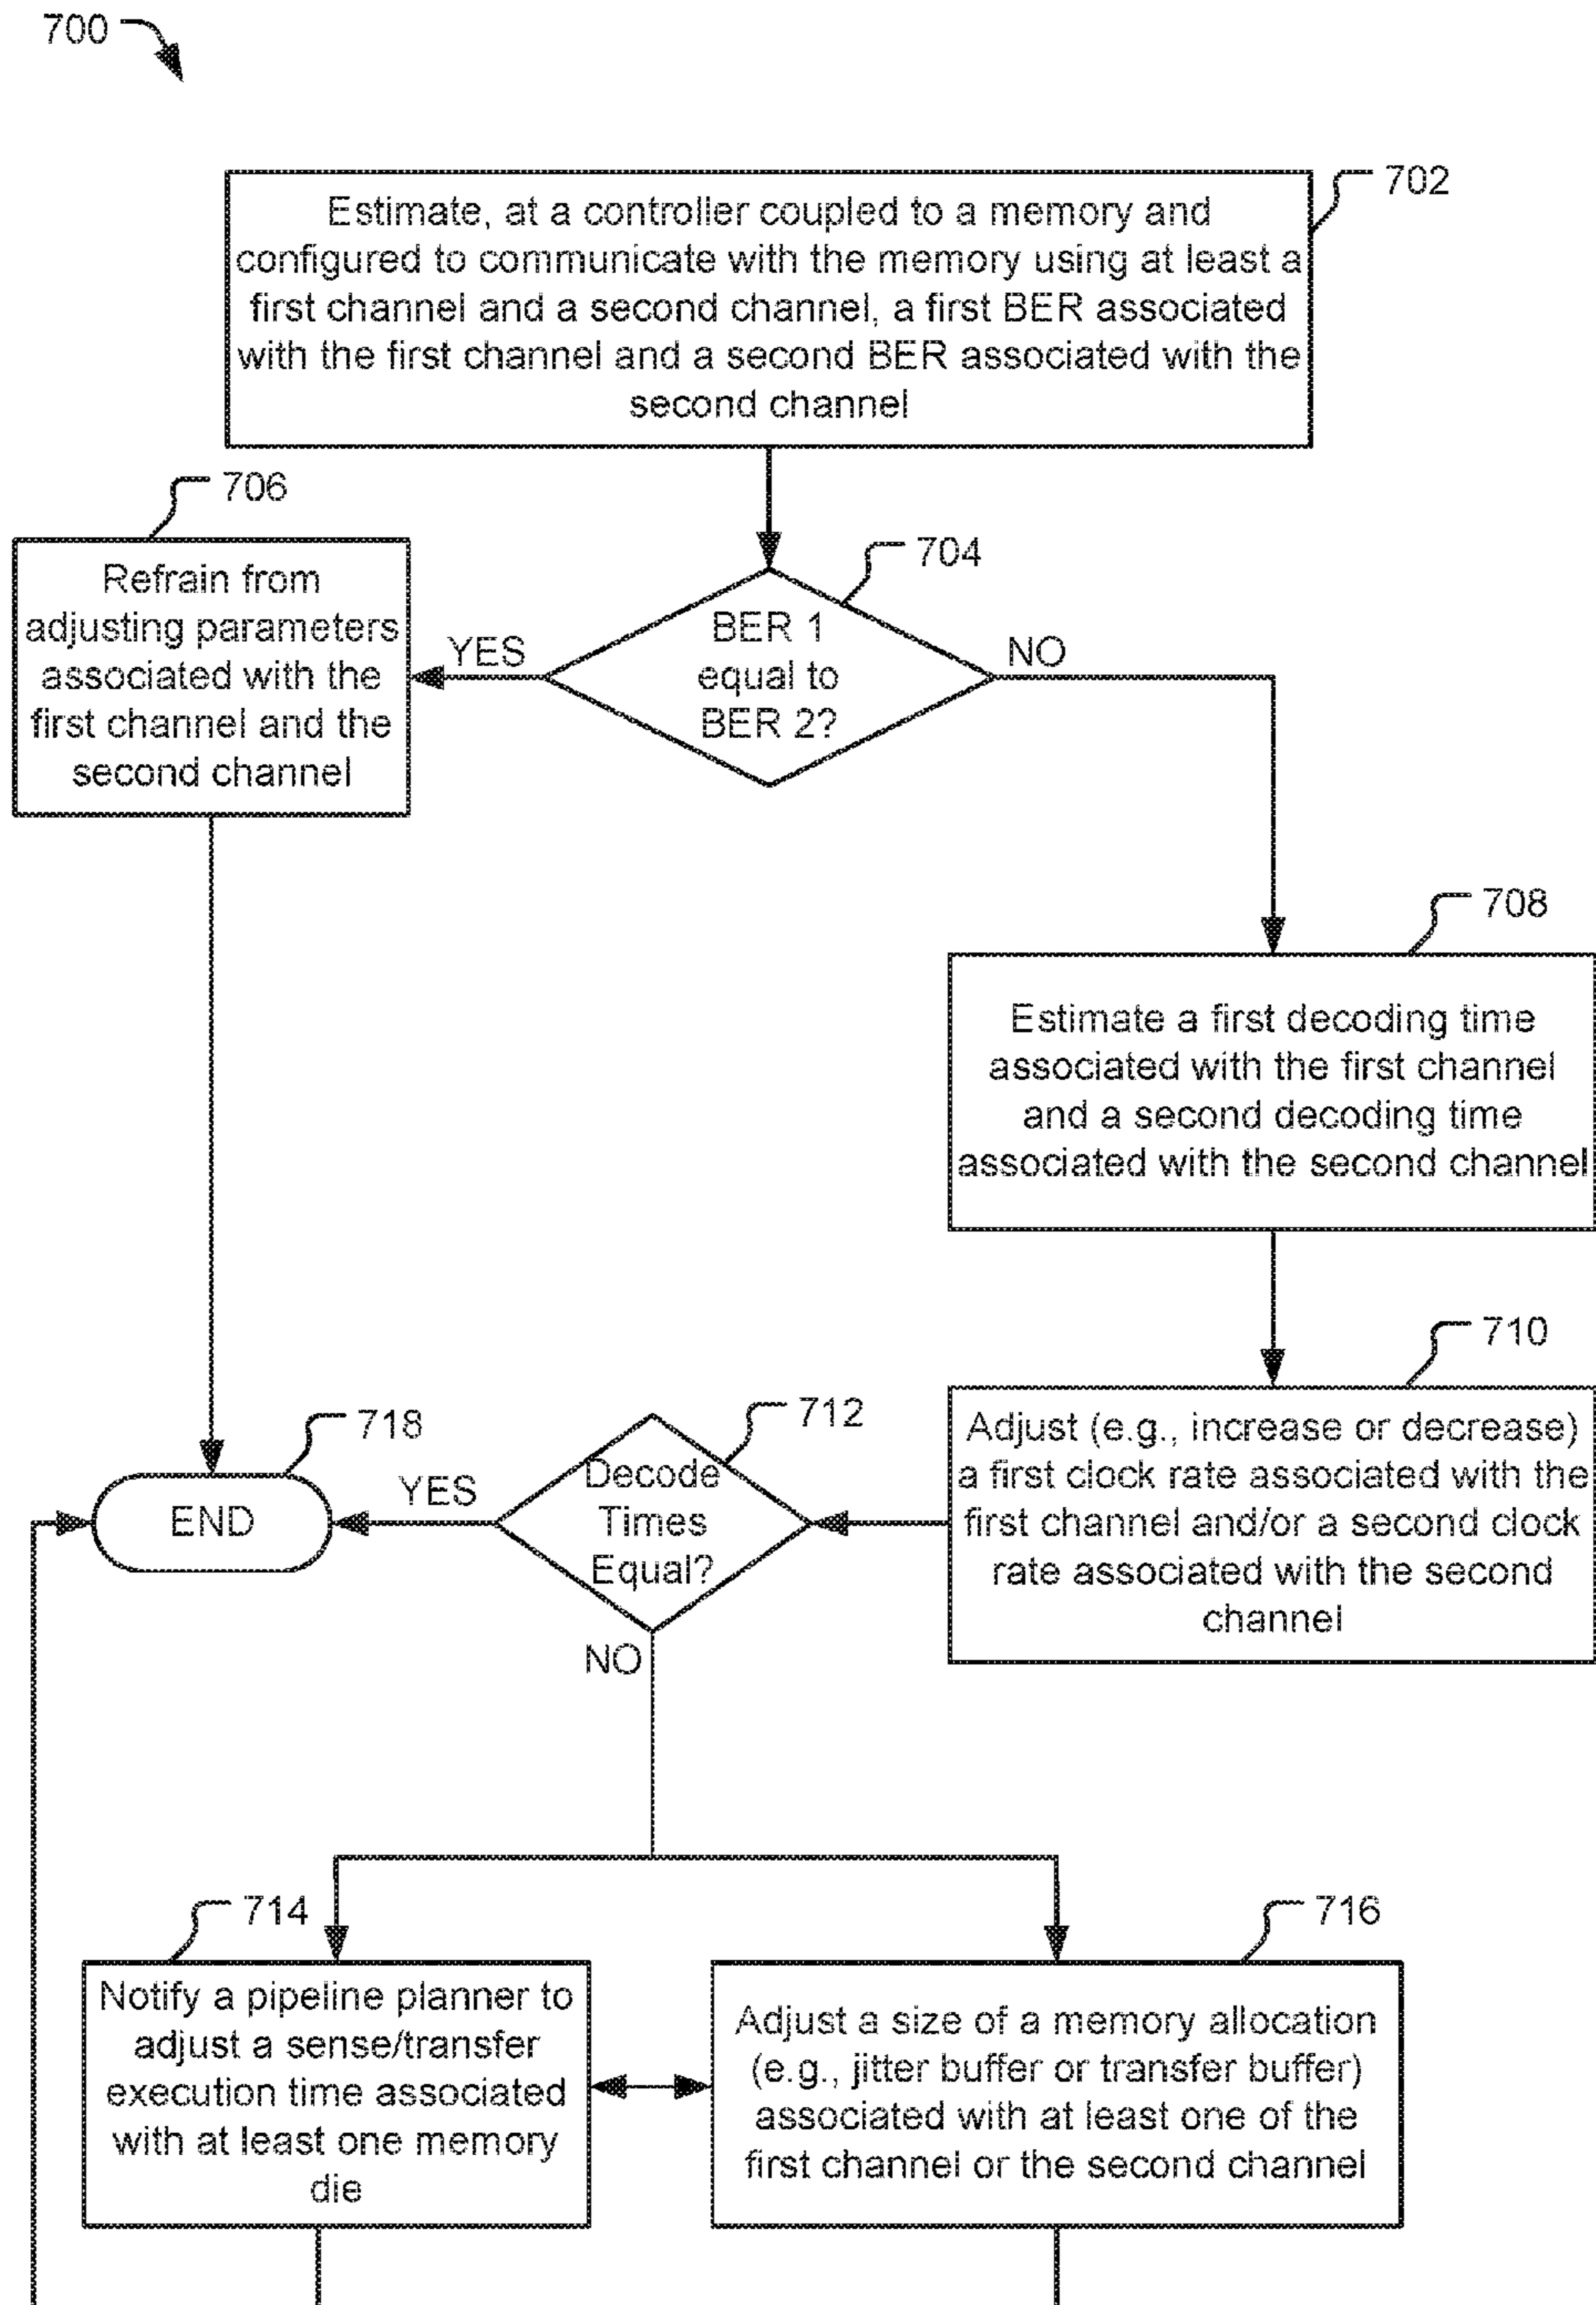 700
702
Estimate, at a controller coupled to a memory and
configured to communicate with the memory using at least a
first channel and a second channel, a first BER associated
with the first channel and a second BER associated with the
second channel
706
Refrain from
adjusting parameters
associated with the
first channel and the
second channel
704
BER 1
equal to
BER 2?
YES
NO
708
Estimate a first decoding time
associated with the first channel
and a second decoding time
associated with the second channel
710
Adjust (e.g., increase or decrease)
a first clock rate associated with the
first channel and/or a second clock
rate associated with the second
channel
712
Decode
Times
Equal?
YES
NO
718
END
714
Notify a pipeline planner to
adjust a sense/transfer
execution time associated
with at least one memory
die
716
Adjust a size of a memory allocation
(e.g., jitter buffer or transfer buffer)
associated with at least one of the
first channel or the second channel